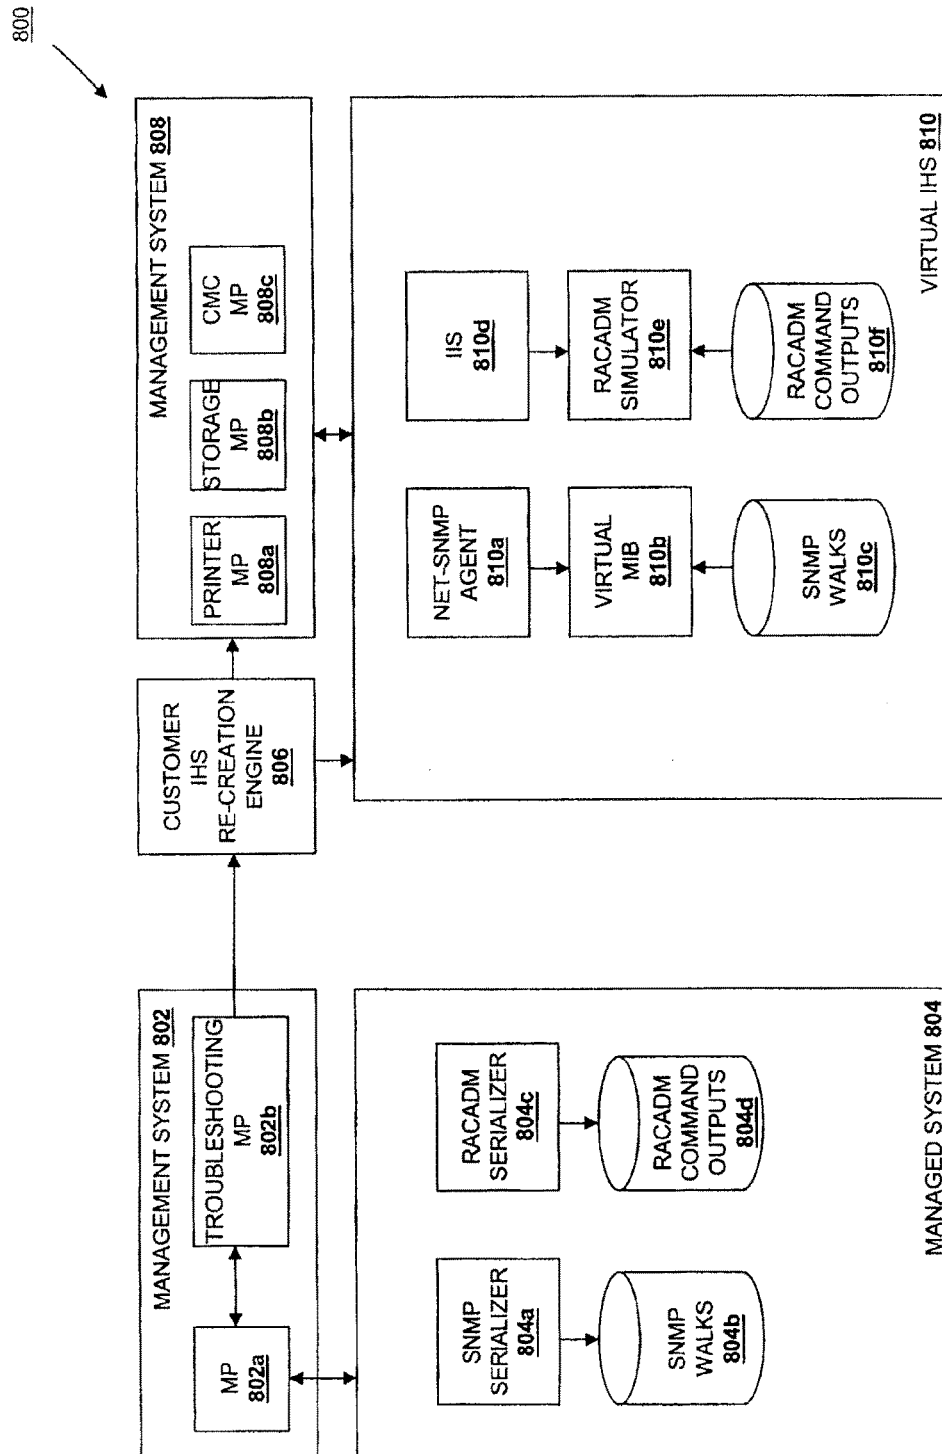 800
MANAGEMENT SYSTEM 802
MP
802a
TROUBLESHOOTING
MP
802b
CUSTOMER
IHS
RE-CREATION
ENGINE
806
MANAGEMENT SYSTEM 808
PRINTER
MP
808a
STORAGE
MP
808b
CMC
MP
808c
SNMP
SERIALIZER
804a
SNMP
WALKS
804b
RACADM
SERIALIZER
804c
RACADM
COMMAND
OUTPUTS
804d
MANAGED SYSTEM 804
NET-SNMP
AGENT
810a
VIRTUAL
MIB
810b
SNMP
WALKS
810c
IIS
810d
RACADM
SIMULATOR
810e
RACADM
COMMAND
OUTPUTS
810f
VIRTUAL IHS 810